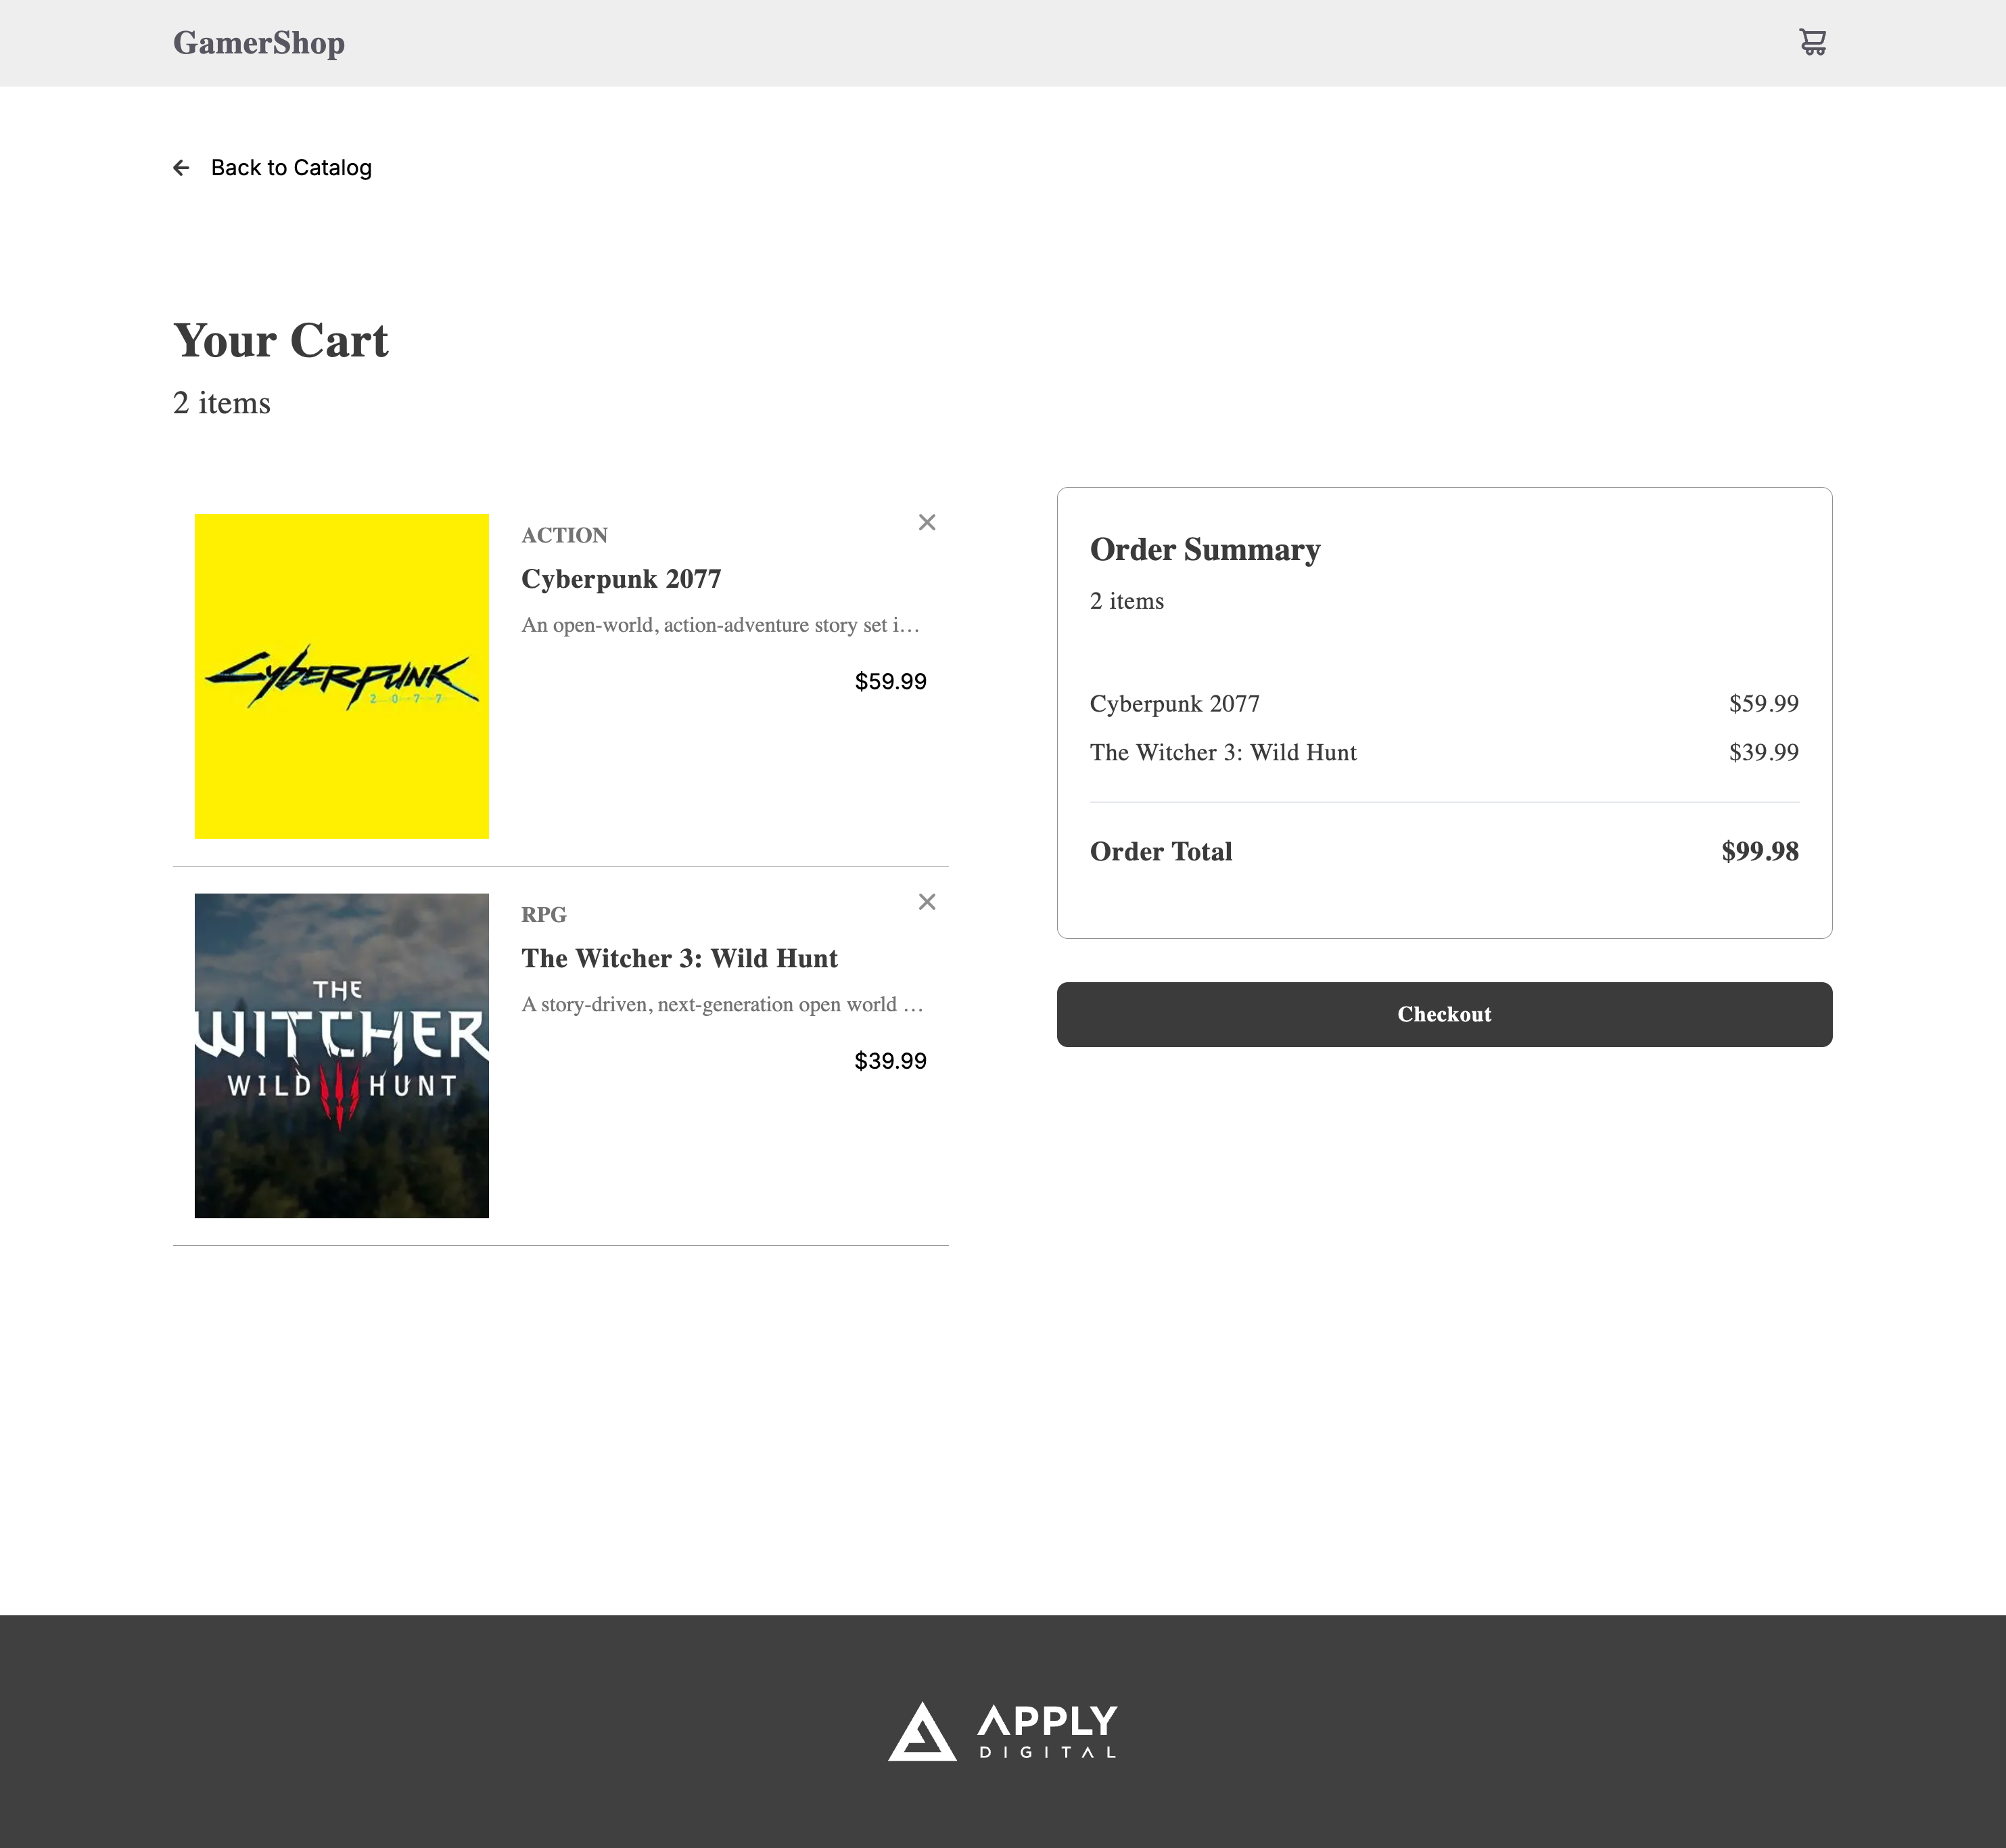 GamerShop
Back to Catalog
Your Cart
2 items
ACTION
Cyberpunk 2077
An open-world, action-adventure story set i…
$59.99
CYBERPUNK
2077
RPG
The Witcher 3: Wild Hunt
A story-driven, next-generation open world …
$39.99
THE
WITCHER
WILD HUNT
Order Summary
2 items
Cyberpunk 2077 $59.99
The Witcher 3: Wild Hunt $39.99
Order Total $99.98
Checkout
APPLY
DIGITAL